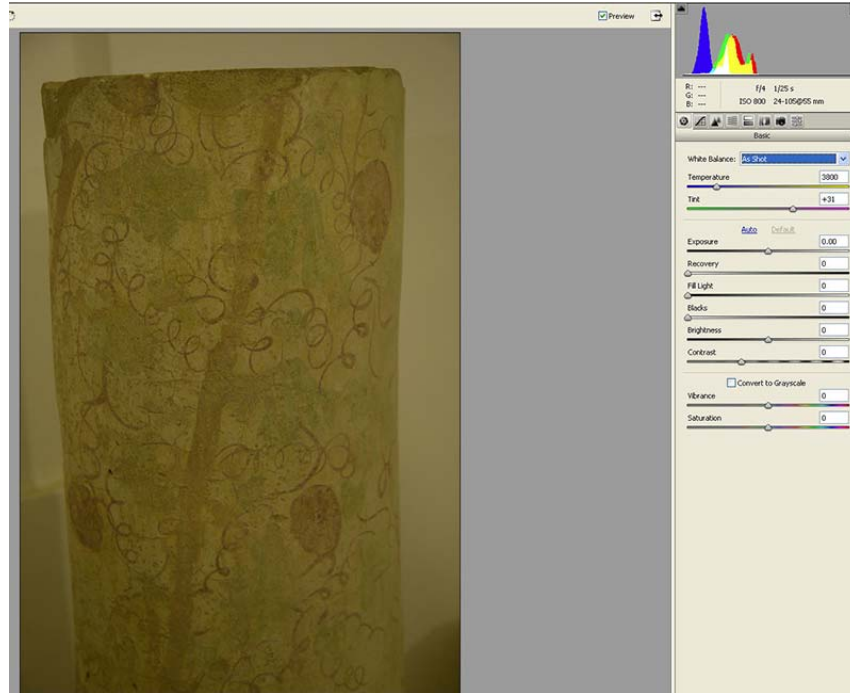 Preview
R: ---
G: ---
B: ---
f/4 1/25 s
ISO 800 24-105@55 mm
Basic
White Balance: As Shot
Temperature 3800
Tint +31
Auto Default
Exposure 0.00
Recovery 0
Fill Light 0
Blacks 0
Brightness 0
Contrast 0
Convert to Grayscale
Vibrance 0
Saturation 0